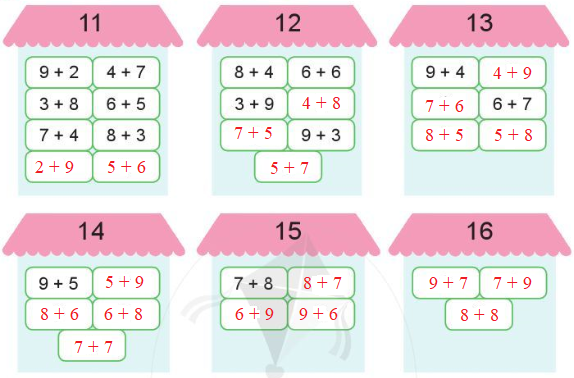 11
9 + 2 4 + 7
3 + 8 6 + 5
7 + 4 8 + 3
2 + 9 5 + 6
12
8 + 4 6 + 6
3 + 9 4 + 8
7 + 5 9 + 3
5 + 7
13
9 + 4 4 + 9
7 + 6 6 + 7
8 + 5 5 + 8
14
9 + 5 5 + 9
8 + 6 6 + 8
7 + 7
15
7 + 8 8 + 7
6 + 9 9 + 6
16
9 + 7 7 + 9
8 + 8